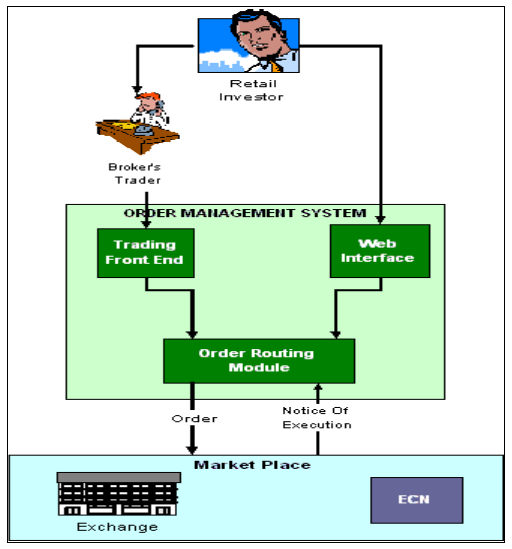 Retail
Investor
Broker's
Trader
ORDER MANAGEMENT SYSTEM
Trading
Front End
Web
Interface
Order Routing
Module
Order
Notice Of
Execution
Market Place
Exchange
ECN